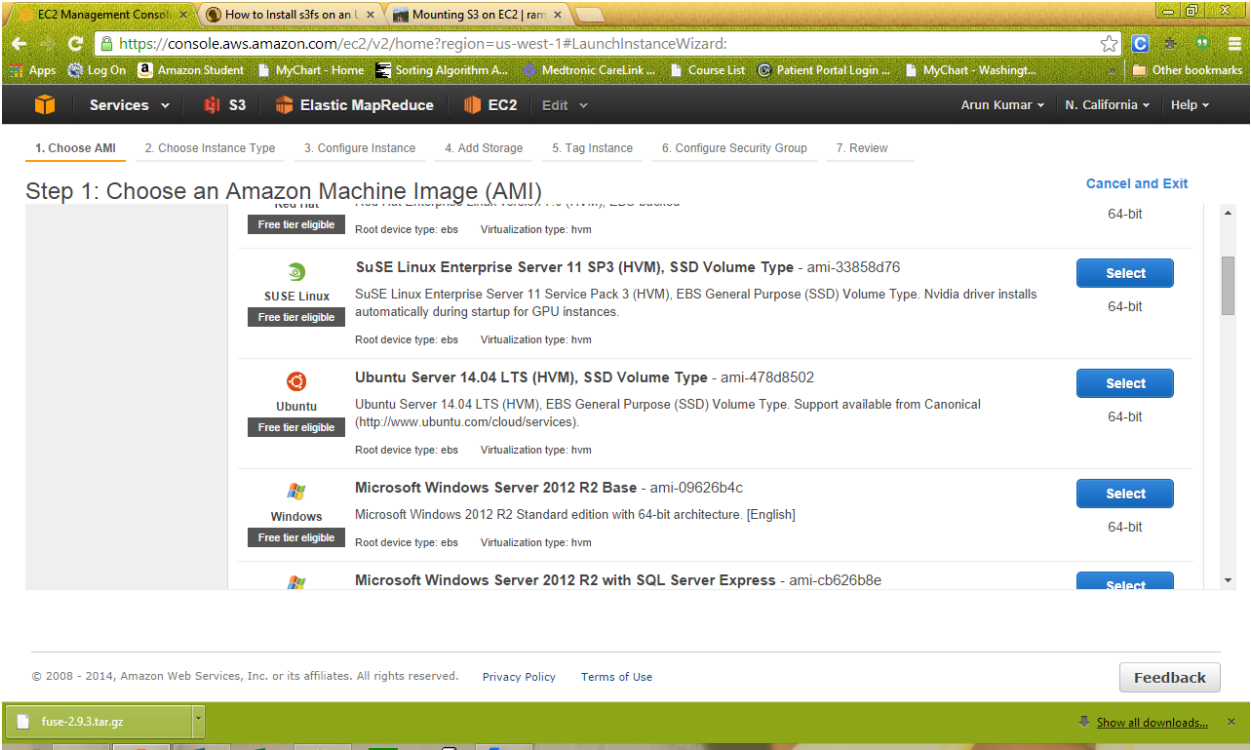 EC2 Management Consol
How to Install s3fs on an U
Mounting S3 on EC2 | ram
https://console.aws.amazon.com/ec2/v2/home?region=us-west-1#LaunchInstanceWizard:
Apps Log On Amazon Student MyChart - Home Sorting Algorithm A... Medtronic CareLink ... Course List Patient Portal Login ... MyChart - Washingt... » Other bookmarks
Services S3 Elastic MapReduce EC2 Edit Arun Kumar N. California Help
1. Choose AMI 2. Choose Instance Type 3. Configure Instance 4. Add Storage 5. Tag Instance 6. Configure Security Group 7. Review
Step 1: Choose an Amazon Machine Image (AMI)
Cancel and Exit
Red Hat
Free tier eligible
Red Hat Enterprise Linux version 7.0 (HVM), EBS-backed
Root device type: ebs Virtualization type: hvm
64-bit
SUSE Linux
Free tier eligible
SuSE Linux Enterprise Server 11 SP3 (HVM), SSD Volume Type - ami-33858d76
SuSE Linux Enterprise Server 11 Service Pack 3 (HVM), EBS General Purpose (SSD) Volume Type. Nvidia driver installs
automatically during startup for GPU instances.
Root device type: ebs Virtualization type: hvm
Select
64-bit
Ubuntu
Free tier eligible
Ubuntu Server 14.04 LTS (HVM), SSD Volume Type - ami-478d8502
Ubuntu Server 14.04 LTS (HVM), EBS General Purpose (SSD) Volume Type. Support available from Canonical
(http://www.ubuntu.com/cloud/services).
Root device type: ebs Virtualization type: hvm
Select
64-bit
Windows
Free tier eligible
Microsoft Windows Server 2012 R2 Base - ami-09626b4c
Microsoft Windows 2012 R2 Standard edition with 64-bit architecture. [English]
Root device type: ebs Virtualization type: hvm
Select
64-bit
Microsoft Windows Server 2012 R2 with SQL Server Express - ami-cb626b8e
Select
© 2008 - 2014, Amazon Web Services, Inc. or its affiliates. All rights reserved. Privacy Policy Terms of Use
Feedback
fuse-2.9.3.tar.gz
Show all downloads...